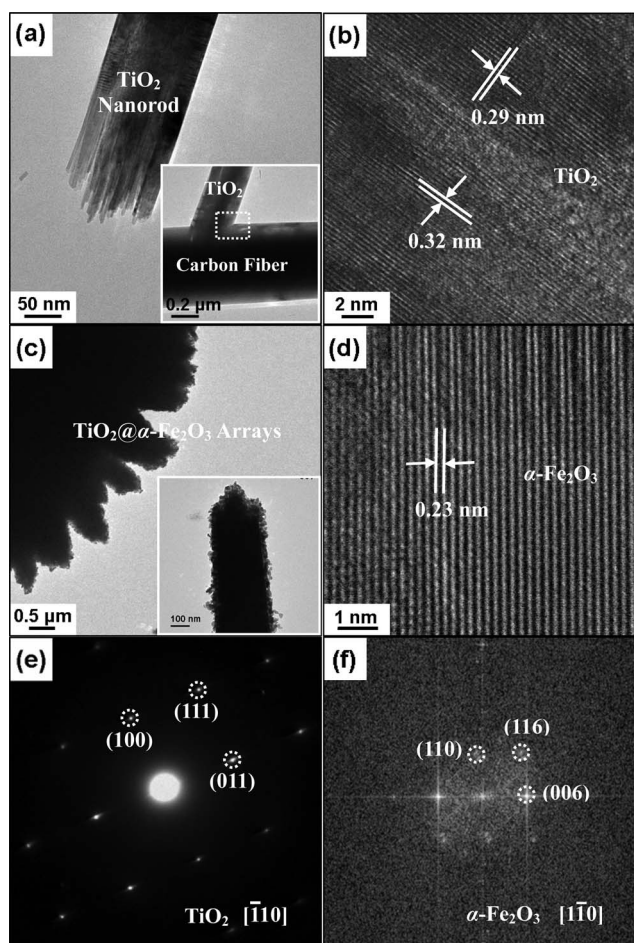 (a)
TiO₂
Nanorod
TiO₂
Carbon Fiber
0.2 μm
50 nm
(b)
0.29 nm
TiO₂
0.32 nm
2 nm
(c)
TiO₂@α-Fe₂O₃ Arrays
100 nm
0.5 μm
(d)
α-Fe₂O₃
0.23 nm
1 nm
(e)
(111)
(100)
(011)
TiO₂ [1̅10]
(f)
(116)
(110)
(006)
α-Fe₂O₃ [11̅0]